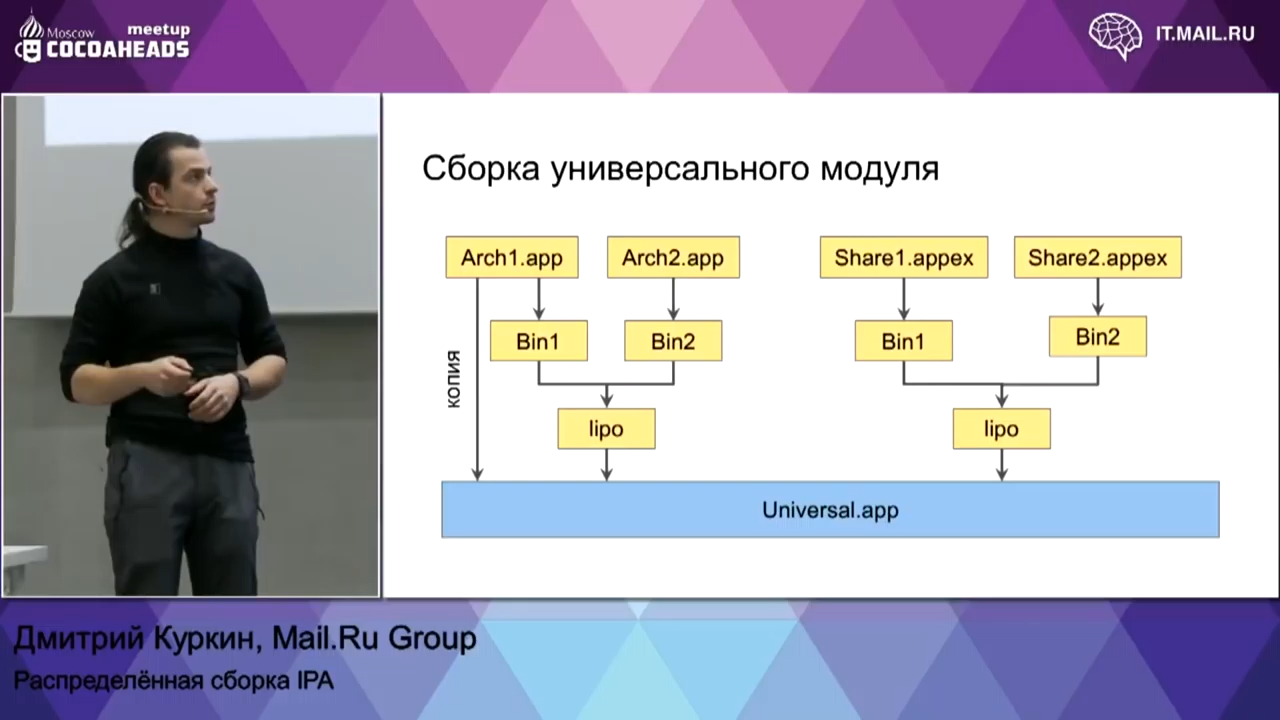 Moscow meetup
COCOAHEADS
IT.MAIL.RU
Сборка универсального модуля
Arch1.app Arch2.app Share1.appex Share2.appex
Bin1 Bin2 Bin1 Bin2
копия
lipo lipo
Universal.app
Дмитрий Куркин, Mail.Ru Group
Распределённая сборка IPA